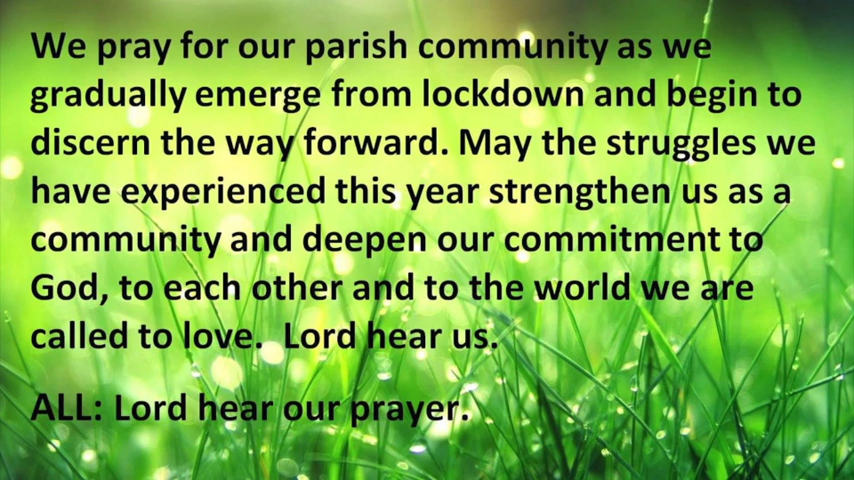 We pray for our parish community as we
gradually emerge from lockdown and begin to
discern the way forward. May the struggles we
have experienced this year strengthen us as a
community and deepen our commitment to
God, to each other and to the world we are
called to love.  Lord hear us.
ALL: Lord hear our prayer.